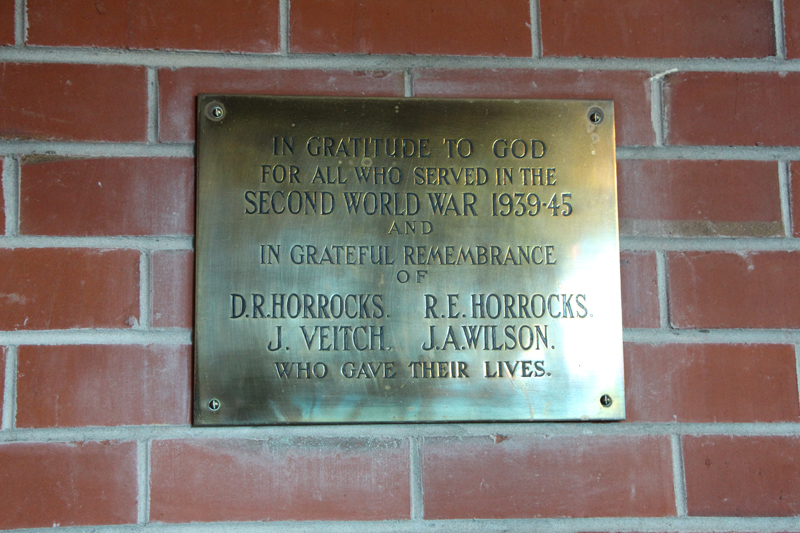 IN GRATITUDE TO GOD
FOR ALL WHO SERVED IN THE
SECOND WORLD WAR 1939-45
AND
IN GRATEFUL REMEMBRANCE
OF
D.R.HORROCKS. R.E.HORROCKS.
J. VEITCH. J.A.WILSON.
WHO GAVE THEIR LIVES.